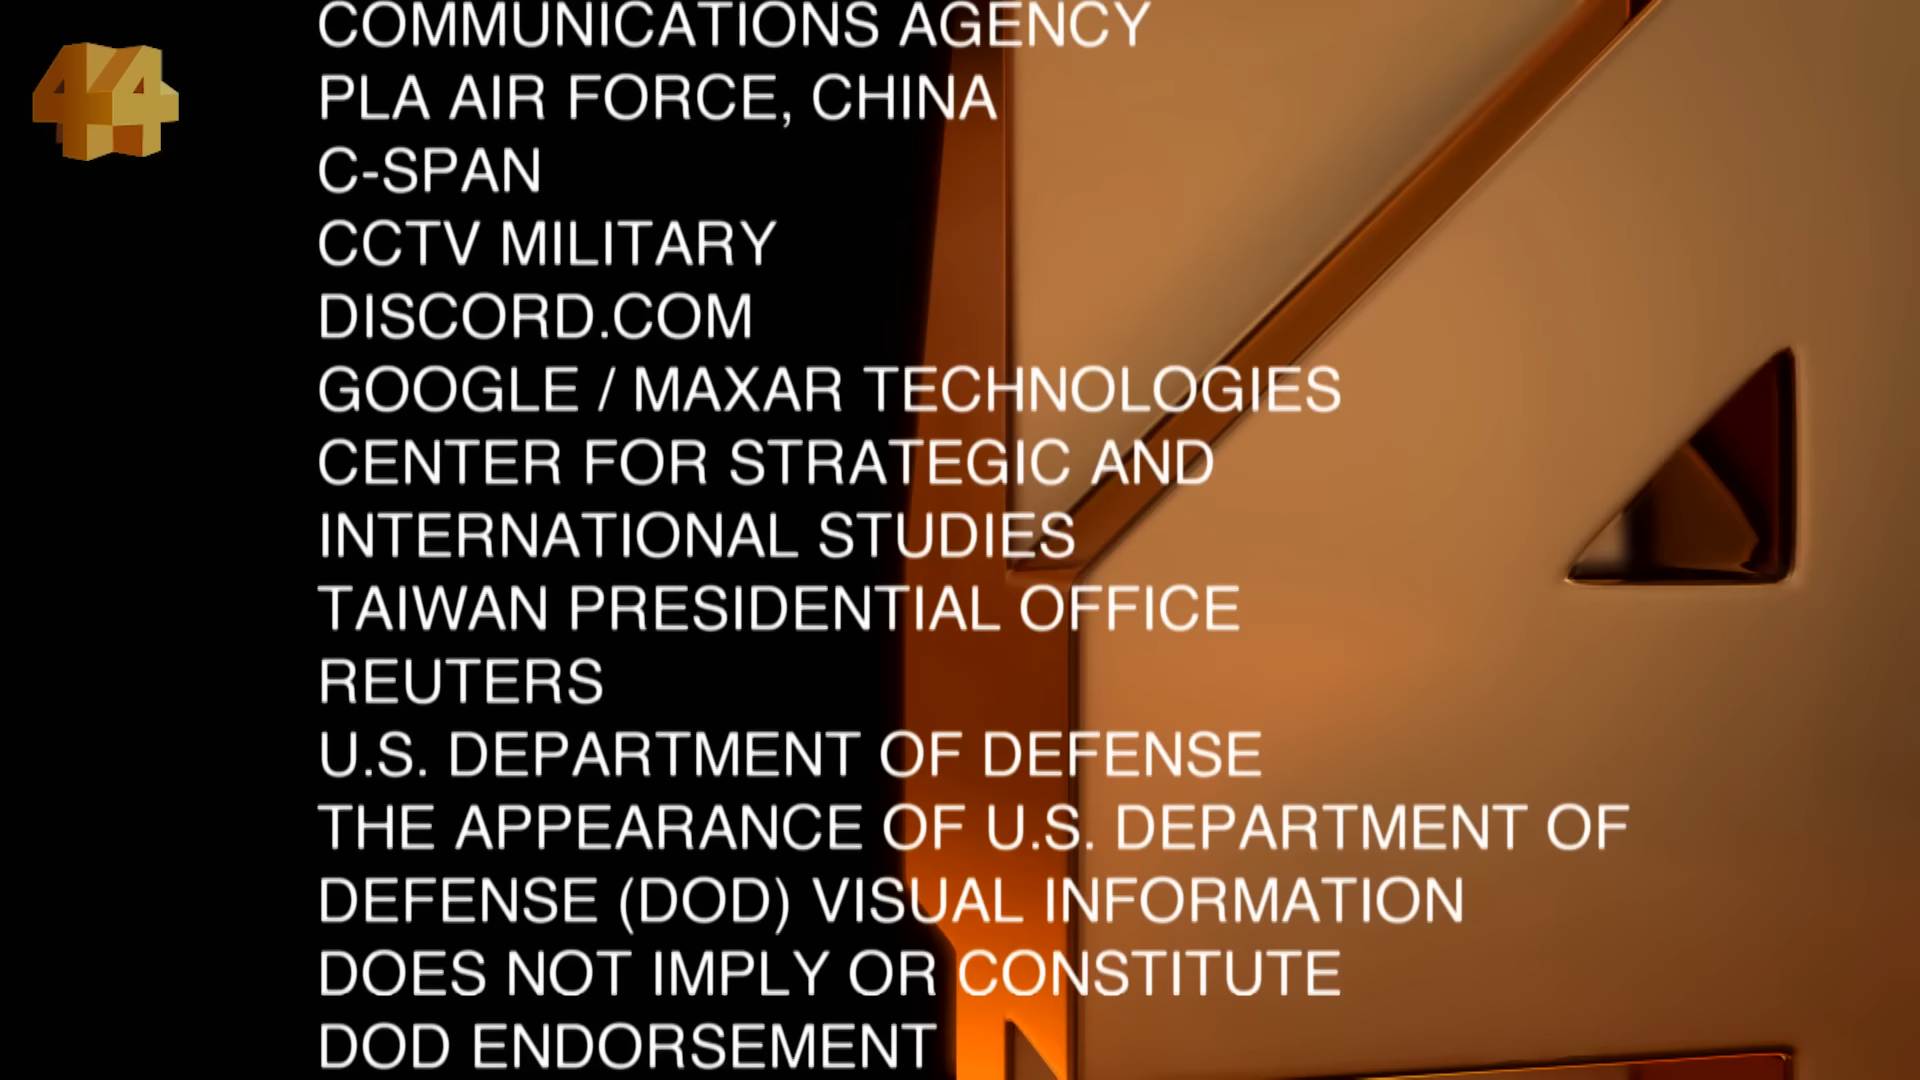 44
COMMUNICATIONS AGENCY
PLA AIR FORCE, CHINA
C-SPAN
CCTV MILITARY
DISCORD.COM
GOOGLE / MAXAR TECHNOLOGIES
CENTER FOR STRATEGIC AND
INTERNATIONAL STUDIES
TAIWAN PRESIDENTIAL OFFICE
REUTERS
U.S. DEPARTMENT OF DEFENSE
THE APPEARANCE OF U.S. DEPARTMENT OF
DEFENSE (DOD) VISUAL INFORMATION
DOES NOT IMPLY OR CONSTITUTE
DOD ENDORSEMENT